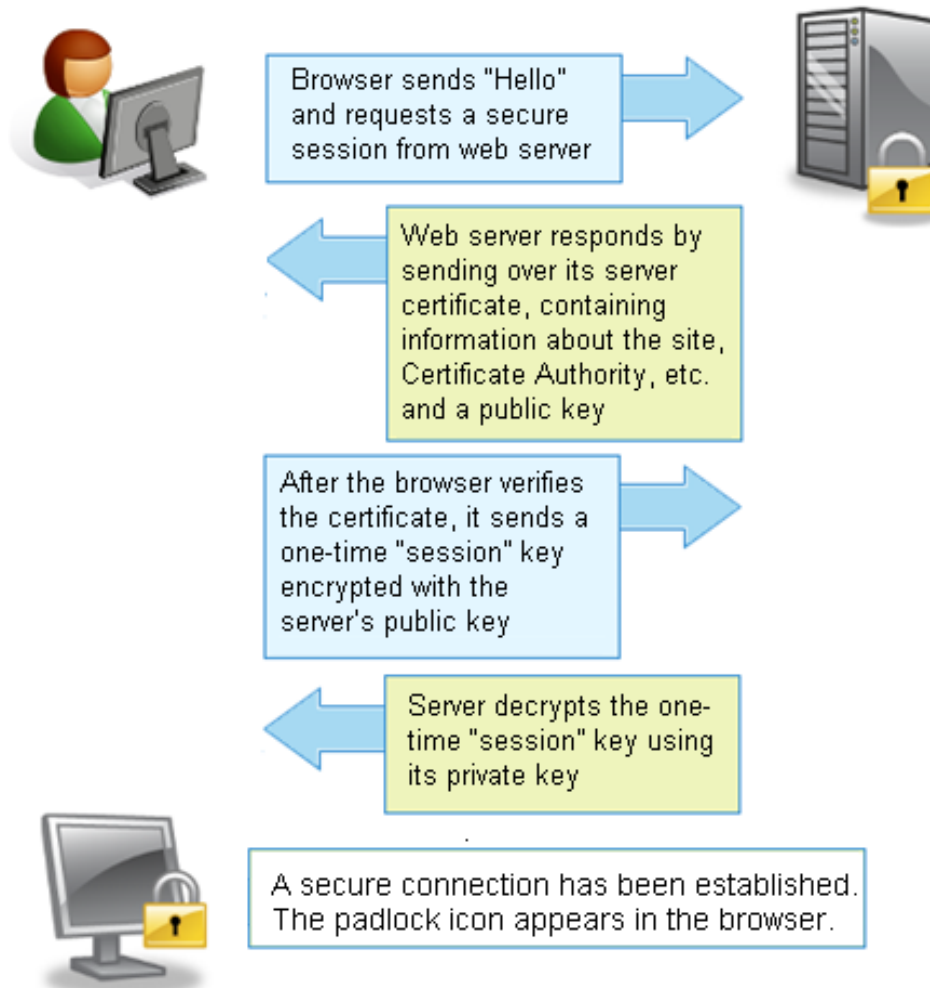 Browser sends "Hello"
and requests a secure
session from web server
Web server responds by
sending over its server
certificate, containing
information about the site,
Certificate Authority, etc.
and a public key
After the browser verifies
the certificate, it sends a
one-time "session" key
encrypted with the
server's public key
Server decrypts the one-
time "session" key using
its private key
A secure connection has been established.
The padlock icon appears in the browser.